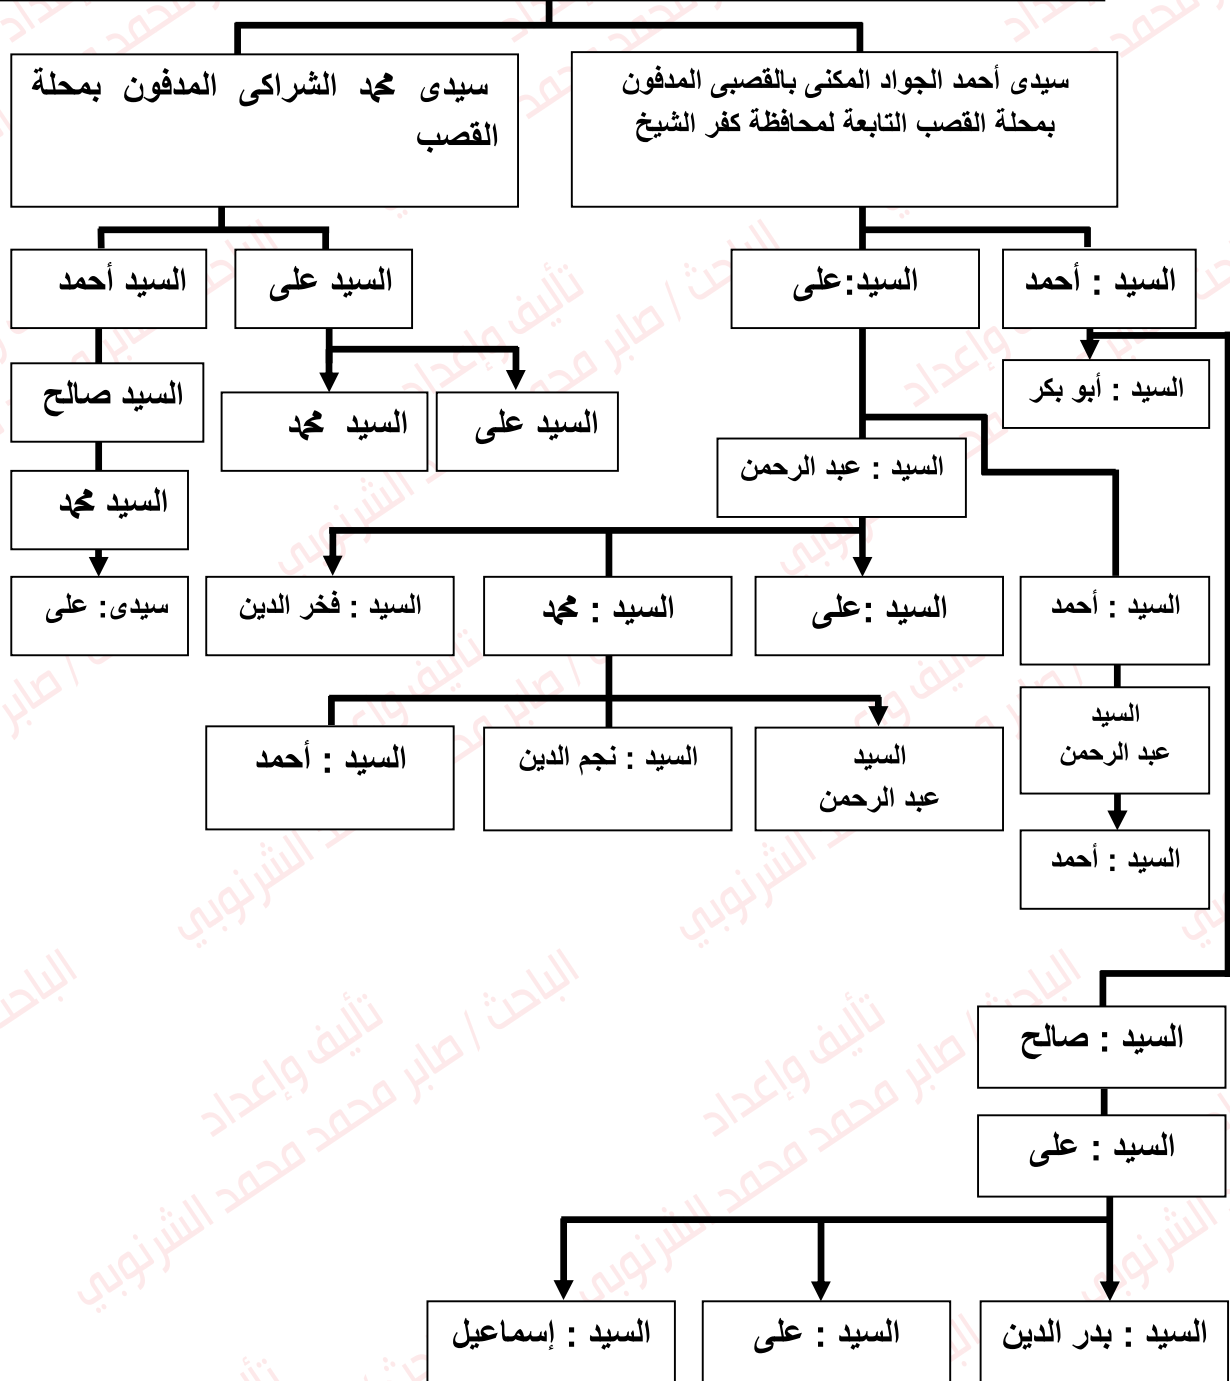 سيدى أحمد الجواد المكنى بالقصبى المدفون
بمحلة القصب التابعة لمحافظة كفر الشيخ
سيدى محمد الشراكى المدفون بمحلة
القصب
السيد : أحمد
السيد:على
السيد على
السيد أحمد
السيد : أبو بكر
السيد على
السيد محمد
السيد صالح
السيد : عبد الرحمن
السيد محمد
السيد : أحمد
السيد :على
السيد : محمد
السيد : فخر الدين
سيدى: على
السيد
عبد الرحمن
السيد
عبد الرحمن
السيد : نجم الدين
السيد : أحمد
السيد : أحمد
السيد : صالح
السيد : على
السيد : بدر الدين
السيد : على
السيد : إسماعيل
تأليف وإعداد
الباحث / صابر محمد محمد الشرنوبي